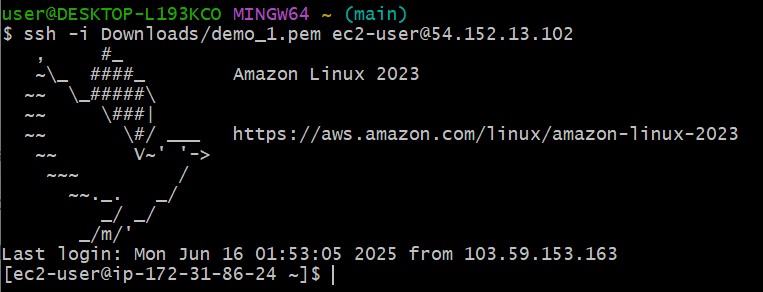 user@DESKTOP-L193KCO MINGW64 ~ (main)
$ ssh -i Downloads/demo_1.pem ec2-user@54.152.13.102
   ,     #_
   ~\_  ####_        Amazon Linux 2023
  ~~  \_#####\
  ~~     \###|
  ~~       \#/ ___   https://aws.amazon.com/linux/amazon-linux-2023
   ~~       V~' '->
    ~~~         /
      ~~._.   _/
         _/ _/
       _/m/'
Last login: Mon Jun 16 01:53:05 2025 from 103.59.153.163
[ec2-user@ip-172-31-86-24 ~]$